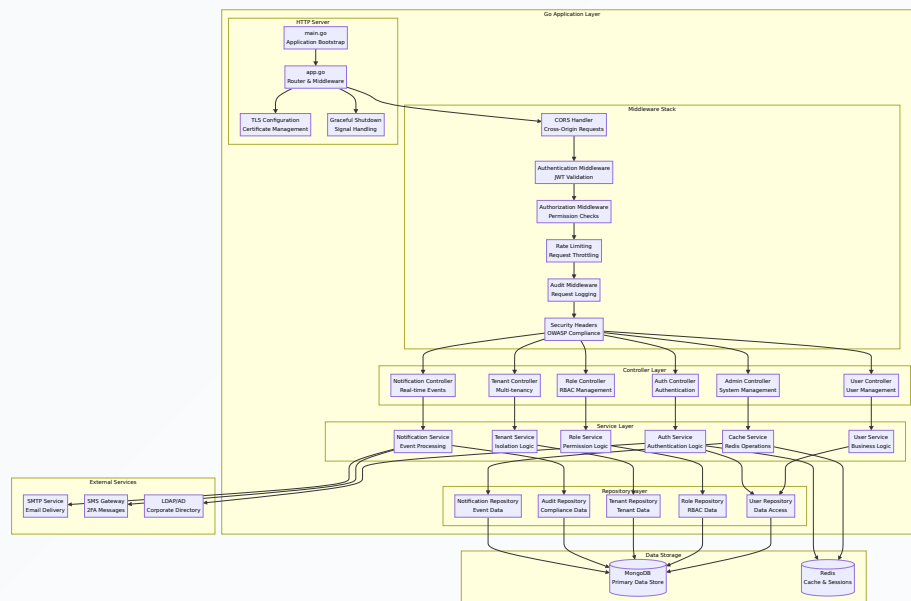 Go Application Layer
HTTP Server
main.go
Application Bootstrap
app.go
Router & Middleware
TLS Configuration
Certificate Management
Graceful Shutdown
Signal Handling
Middleware Stack
CORS Handler
Cross-Origin Requests
Authentication Middleware
JWT Validation
Authorization Middleware
Permission Checks
Rate Limiting
Request Throttling
Audit Middleware
Request Logging
Security Headers
OWASP Compliance
Controller Layer
Notification Controller
Real-time Events
Tenant Controller
Multi-tenancy
Role Controller
RBAC Management
Auth Controller
Authentication
Admin Controller
System Management
User Controller
User Management
Service Layer
Notification Service
Event Processing
Tenant Service
Isolation Logic
Role Service
Permission Logic
Auth Service
Authentication Logic
Cache Service
Redis Operations
User Service
Business Logic
External Services
SMTP Service
Email Delivery
SMS Gateway
2FA Messages
LDAP/AD
Corporate Directory
Repository Layer
Notification Repository
Event Data
Audit Repository
Compliance Data
Tenant Repository
Tenant Data
Role Repository
RBAC Data
User Repository
Data Access
Data Storage
MongoDB
Primary Data Store
Redis
Cache & Sessions